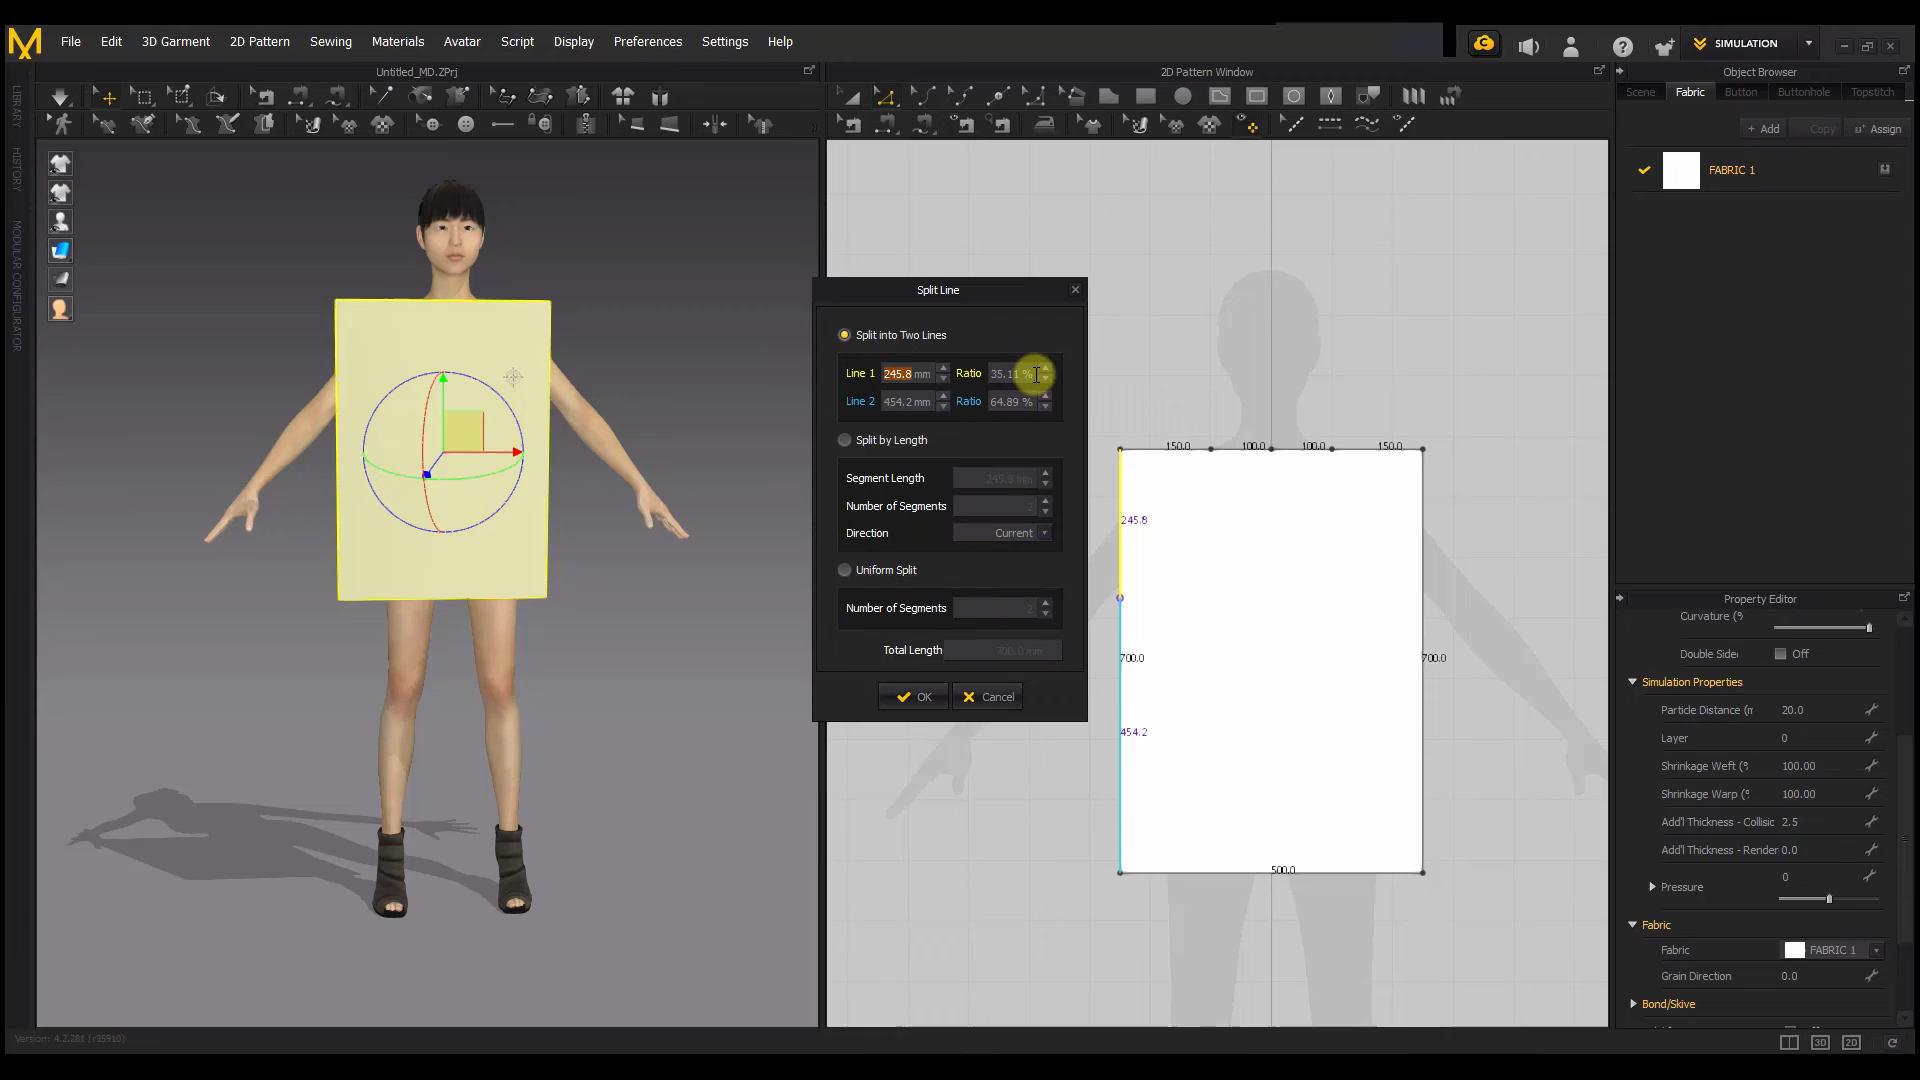 File Edit 3D Garment 2D Pattern Sewing Materials Avatar Script Display Preferences Settings Help
SIMULATION
Untitled_MD.ZPrj
2D Pattern Window
Object Browser
Scene Fabric Button Buttonhole Topstitch
+ Add Copy Assign
FABRIC 1
LIBRARY
HISTORY
MODULAR CONFIGURATOR
Split Line
Split into Two Lines
Line 1 245.8 mm Ratio 35.11 %
Line 2 454.2 mm Ratio 64.89 %
Split by Length
Segment Length 245.8 mm
Number of Segments 2
Direction Current
Uniform Split
Number of Segments 2
Total Length 700.0 mm
OK Cancel
150.0 100.0 100.0 150.0
245.8
700.0 700.0
454.2
500.0
Property Editor
Curvature (%
Double Side Off
Simulation Properties
Particle Distance (m 20.0
Layer 0
Shrinkage Weft (% 100.00
Shrinkage Warp (% 100.00
Add'l Thickness - Collisic 2.5
Add'l Thickness - Render 0.0
Pressure 0
Fabric
Fabric FABRIC 1
Grain Direction 0.0
Bond/Skive
Version: 4.2.281 (r35910)
3D 2D